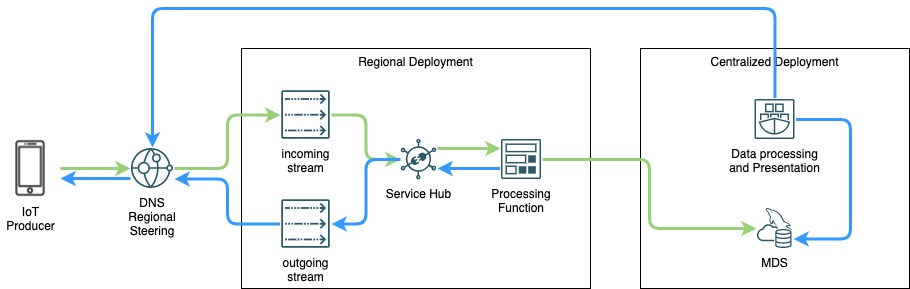 Regional Deployment
Centralized Deployment
incoming
stream
Data processing
and Presentation
IoT
Producer
DNS
Regional
Steering
Service Hub
Processing
Function
outgoing
stream
MDS